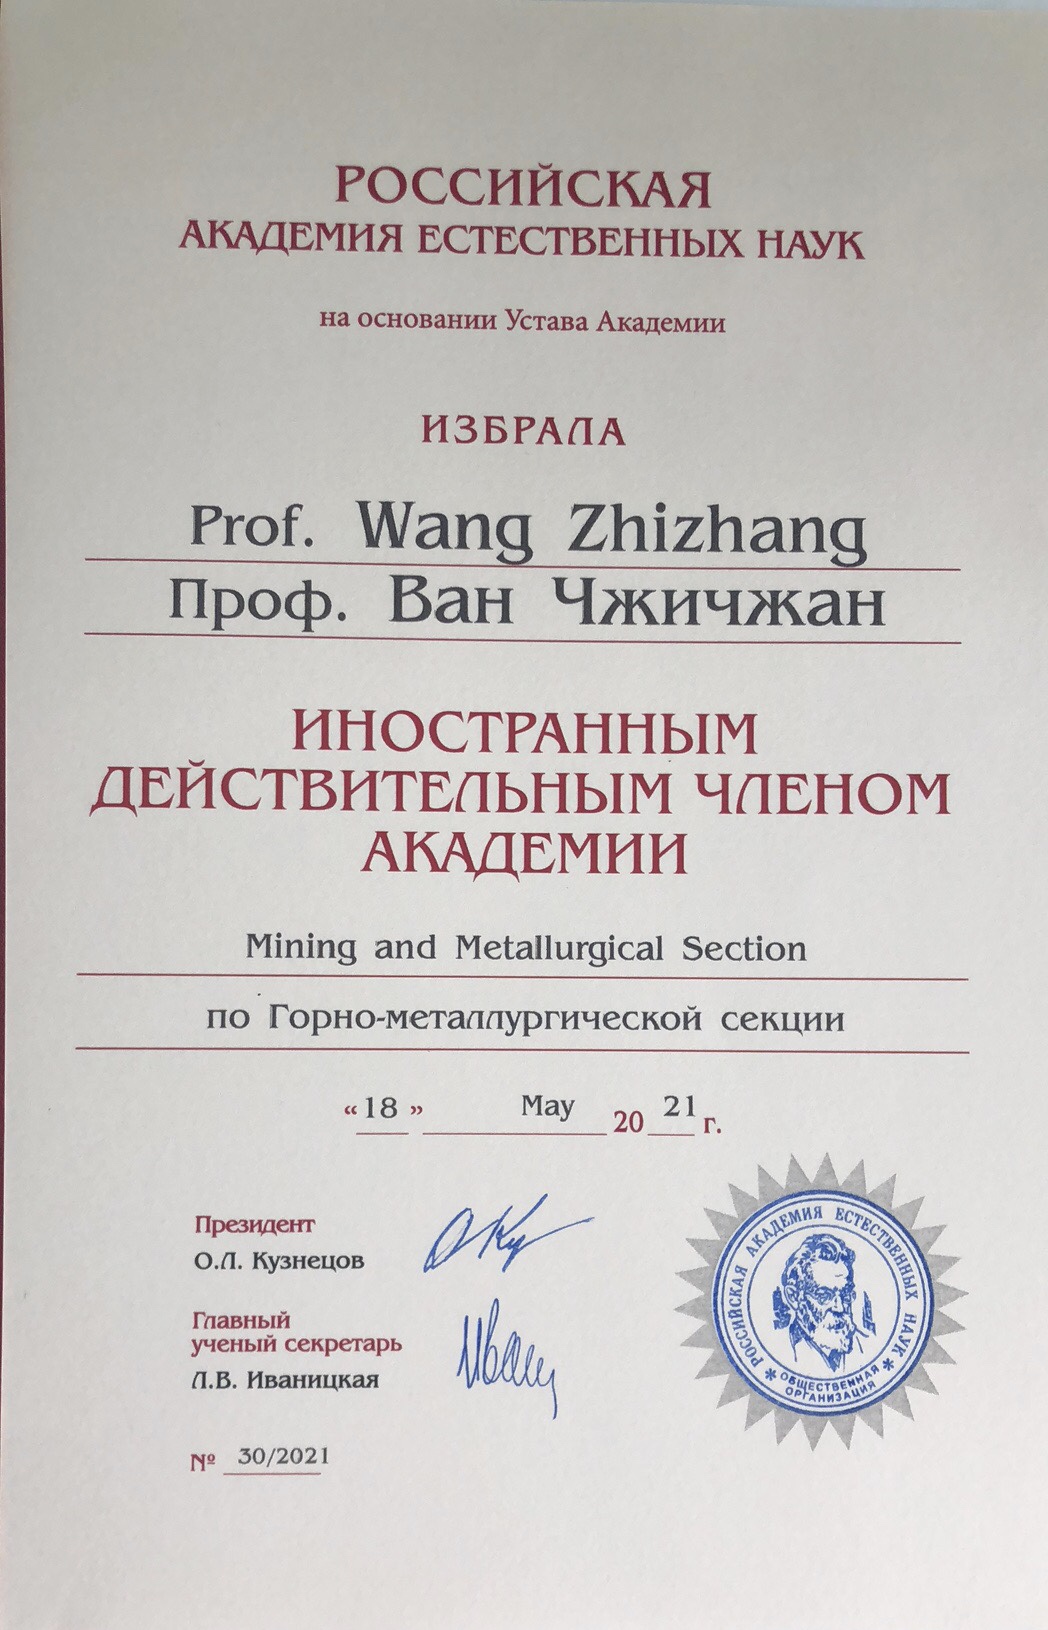 РОССИЙСКАЯ
АКАДЕМИЯ ЕСТЕСТВЕННЫХ НАУК
на основании Устава Академии
ИЗБРАЛА
Prof. Wang Zhizhang
Проф. Ван Чжичжан
ИНОСТРАННЫМ
ДЕЙСТВИТЕЛЬНЫМ ЧЛЕНОМ
АКАДЕМИИ
Mining and Metallurgical Section
по Горно-металлургической секции
«18» May 2021 г.
Президент
О.Л. Кузнецов
Главный
ученый секретарь
Л.В. Иваницкая
№ 30/2021
РОССИЙСКАЯ АКАДЕМИЯ ЕСТЕСТВЕННЫХ НАУК
* ОБЩЕСТВЕННАЯ *
ОРГАНИЗАЦИЯ